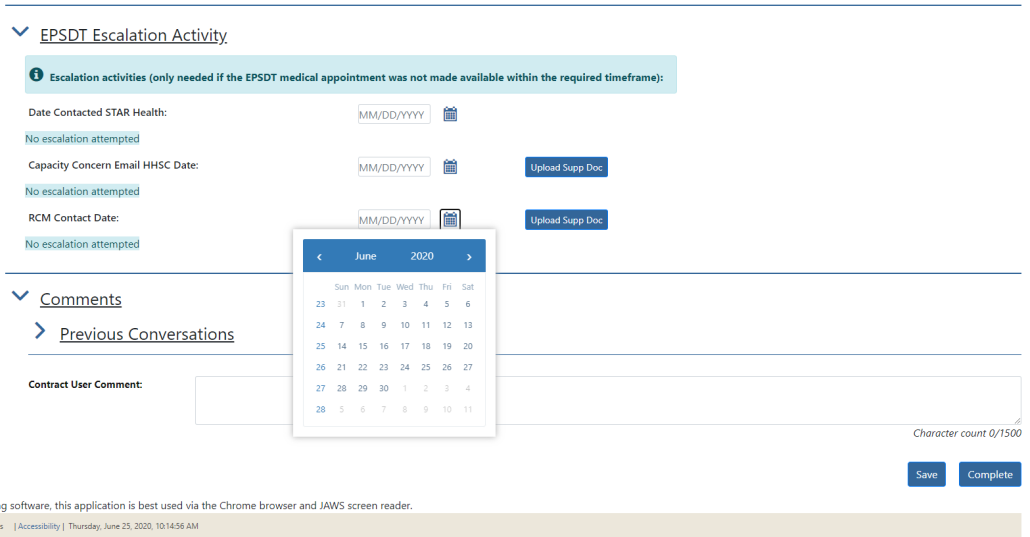 EPSDT Escalation Activity
Escalation activities (only needed if the EPSDT medical appointment was not made available within the required timeframe):
Date Contacted STAR Health: MM/DD/YYYY
No escalation attempted
Capacity Concern Email HHSC Date: MM/DD/YYYY Upload Supp Doc
No escalation attempted
RCM Contact Date: MM/DD/YYYY Upload Supp Doc
No escalation attempted
‹ June 2020 ›
Sun Mon Tue Wed Thu Fri Sat
23 31 1 2 3 4 5 6
24 7 8 9 10 11 12 13
25 14 15 16 17 18 19 20
26 21 22 23 24 25 26 27
27 28 29 30 1 2 3 4
28 5 6 7 8 9 10 11
Comments
Previous Conversations
Contract User Comment:
Character count 0/1500
Save Complete
g software, this application is best used via the Chrome browser and JAWS screen reader.
s | Accessibility | Thursday, June 25, 2020, 10:14:56 AM